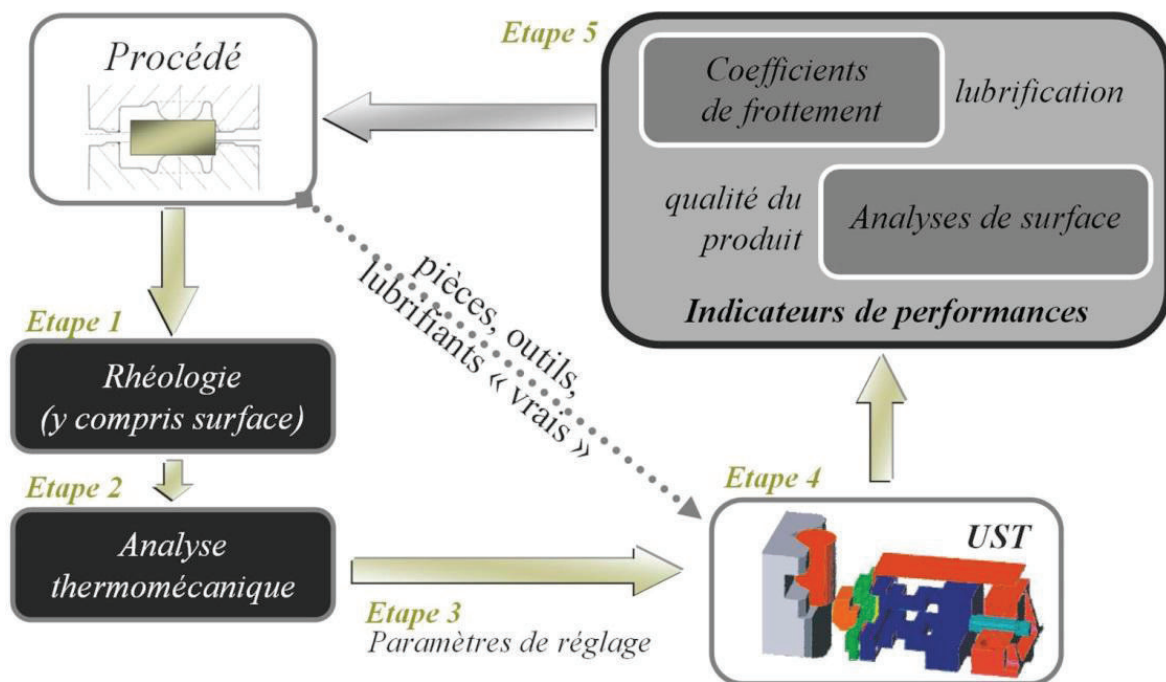 Procédé
Etape 5
Coefficients
de frottement
lubrification
qualité du
produit
Analyses de surface
Indicateurs de performances
pièces, outils,
lubrifiants « vrais »
Etape 1
Rhéologie
(y compris surface)
Etape 2
Analyse
thermomécanique
Etape 3
Paramètres de réglage
Etape 4
UST